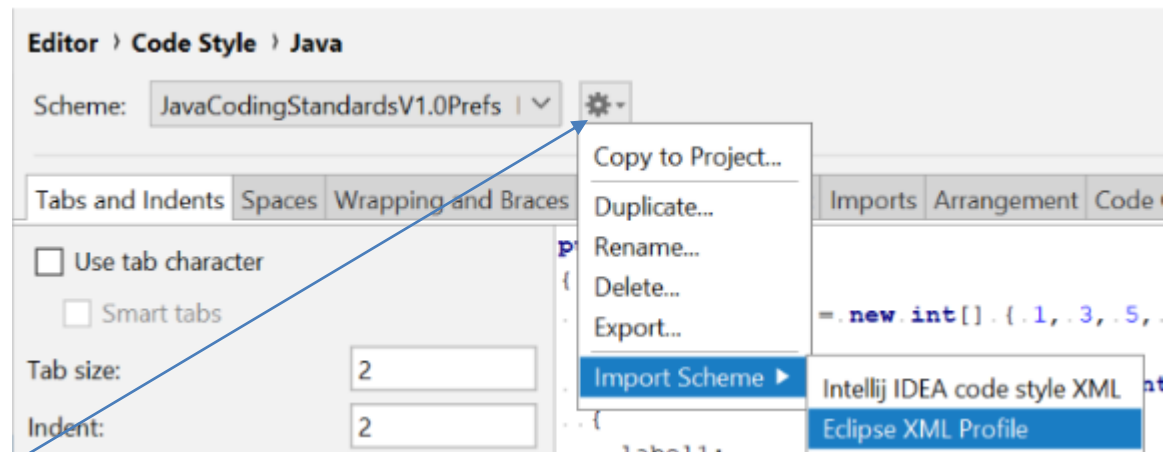 Editor › Code Style › Java
Scheme: JavaCodingStandardsV1.0Prefs
Copy to Project...
Tabs and Indents Spaces Wrapping and Braces Imports Arrangement Code
Duplicate...
Use tab character
Rename...
{
Delete...
Smart tabs
= new int[] { 1, 3, 5,
Export...
Tab size: 2
Import Scheme
Intellij IDEA code style XML
Indent: 2
{
Eclipse XML Profile